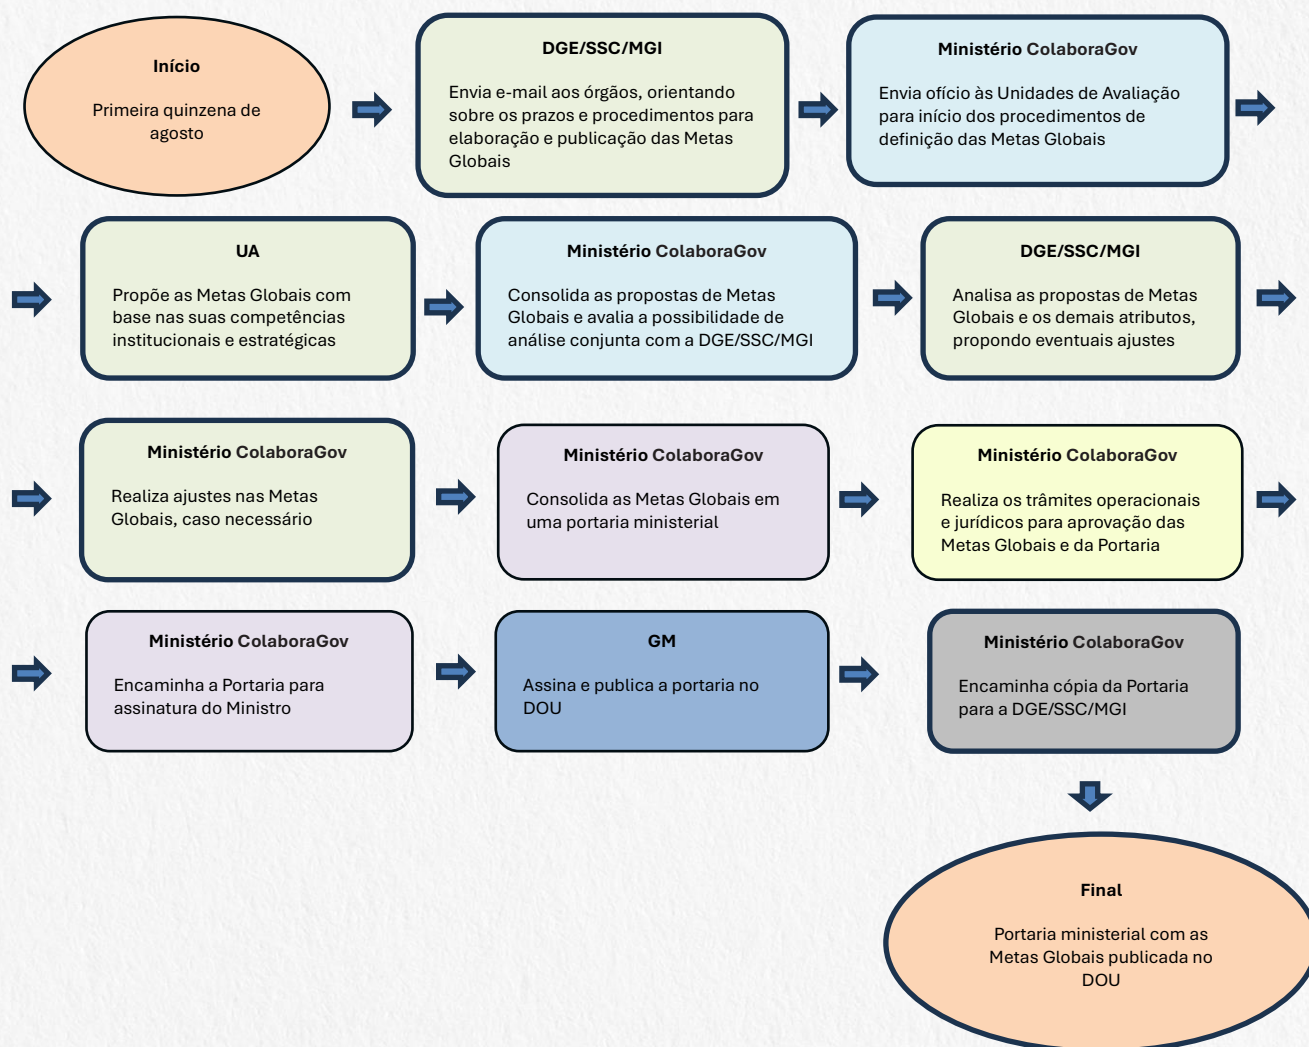 Início
Primeira quinzena de
agosto
DGE/SSC/MGI
Envia e-mail aos órgãos, orientando
sobre os prazos e procedimentos para
elaboração e publicação das Metas
Globais
Ministério ColaboraGov
Envia ofício às Unidades de Avaliação
para início dos procedimentos de
definição das Metas Globais
UA
Propõe as Metas Globais com
base nas suas competências
institucionais e estratégicas
Ministério ColaboraGov
Consolida as propostas de Metas
Globais e avalia a possibilidade de
análise conjunta com a DGE/SSC/MGI
DGE/SSC/MGI
Analisa as propostas de Metas
Globais e os demais atributos,
propondo eventuais ajustes
Ministério ColaboraGov
Realiza ajustes nas Metas
Globais, caso necessário
Ministério ColaboraGov
Consolida as Metas Globais em
uma portaria ministerial
Ministério ColaboraGov
Realiza os trâmites operacionais
e jurídicos para aprovação das
Metas Globais e da Portaria
Ministério ColaboraGov
Encaminha a Portaria para
assinatura do Ministro
GM
Assina e publica a portaria no
DOU
Ministério ColaboraGov
Encaminha cópia da Portaria
para a DGE/SSC/MGI
Final
Portaria ministerial com as
Metas Globais publicada no
DOU